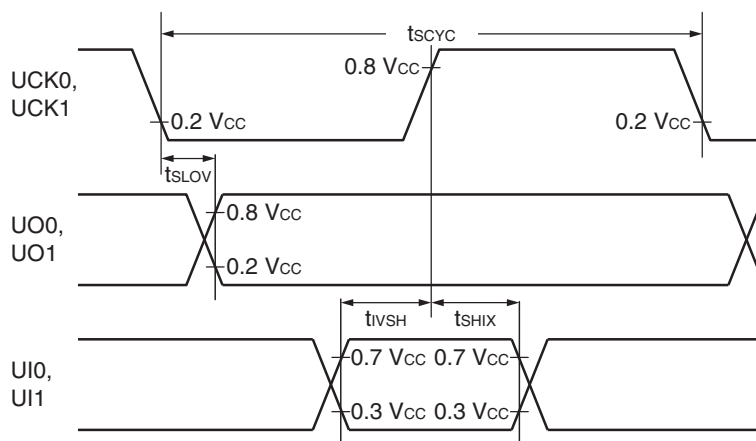 tSCYC
UCK0,
UCK1
0.8 VCC
0.2 VCC
0.2 VCC
tSLOV
UO0,
UO1
0.8 VCC
0.2 VCC
tIVSH
tSHIX
UI0,
UI1
0.7 VCC
0.7 VCC
0.3 VCC
0.3 VCC